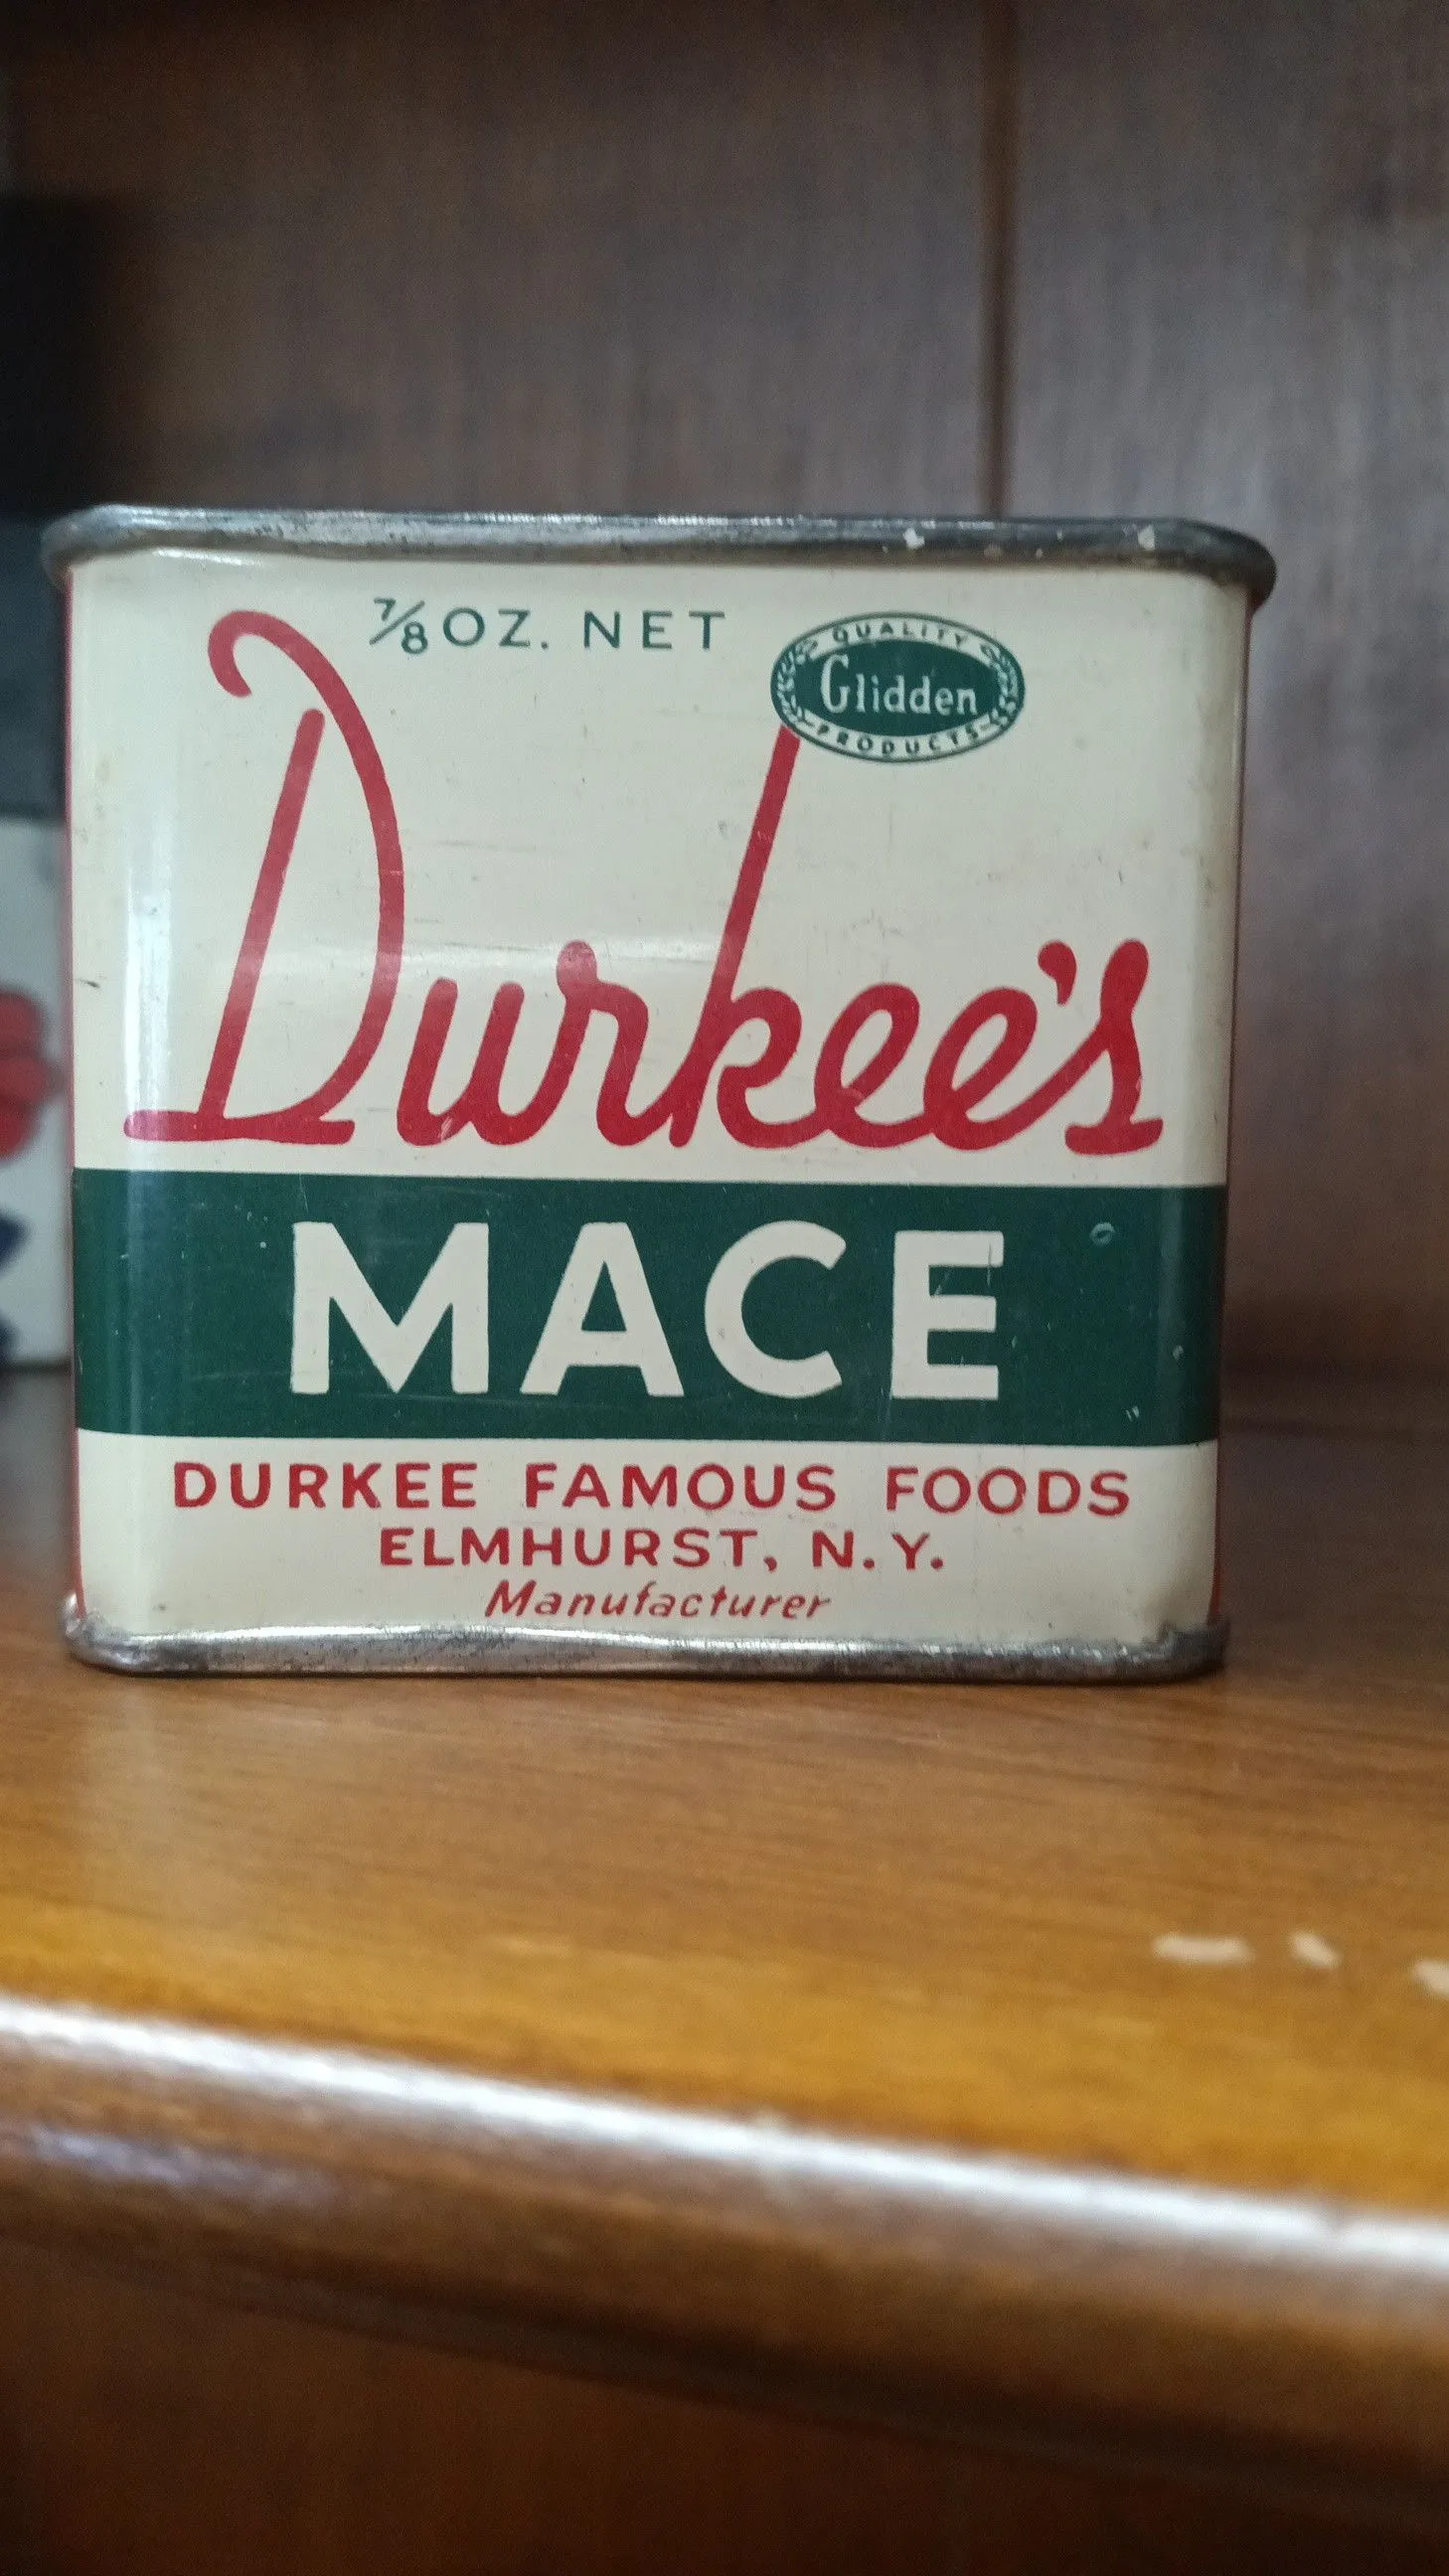 ⅞ OZ. NET
QUALITY
Glidden
PRODUCTS
Durkee's
MACE
DURKEE FAMOUS FOODS
ELMHURST, N.Y.
Manufacturer